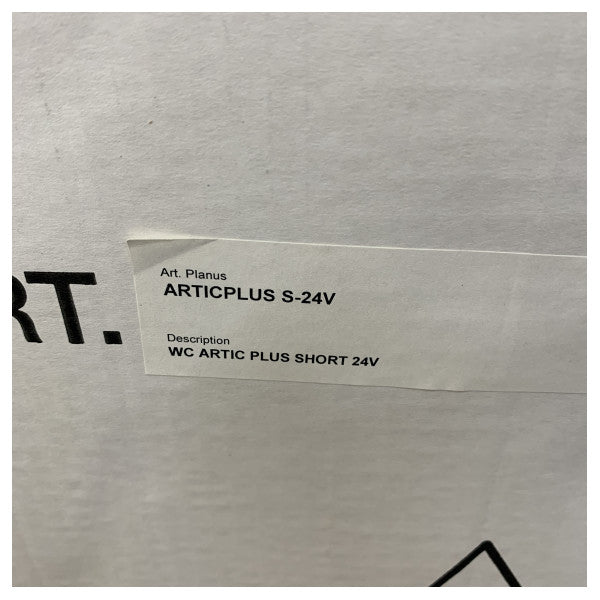 RT.
Art. Planus
ARTICPLUS S-24V
Description
WC ARTIC PLUS SHORT 24V